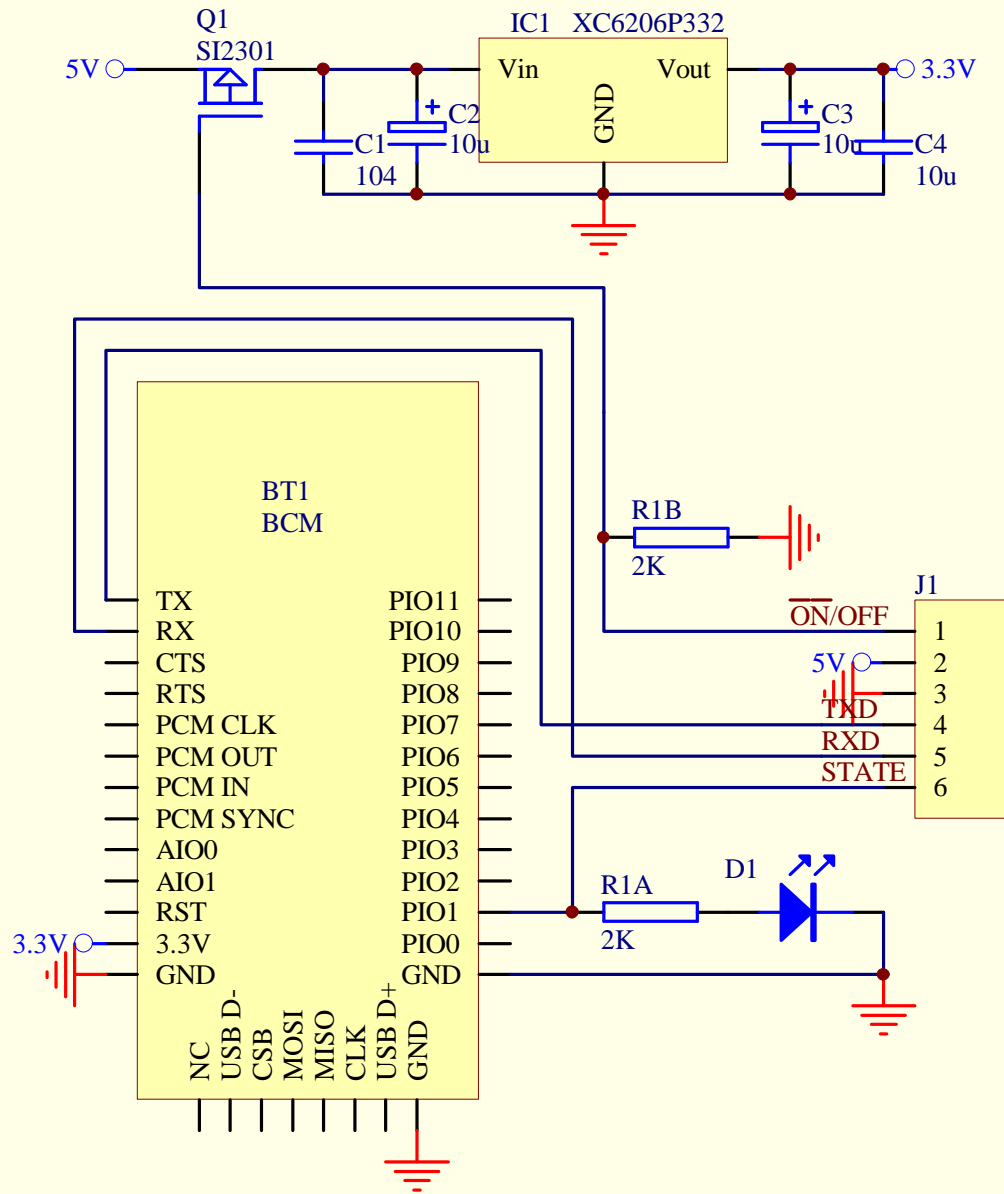 Q1
SI2301
5V
IC1 XC6206P332
Vin
Vout
GND
3.3V
C1
104
C2
10u
C3
10u
C4
10u
BT1
BCM
TX
RX
CTS
RTS
PCM CLK
PCM OUT
PCM IN
PCM SYNC
AIO0
AIO1
RST
3.3V
3.3V
GND
PIO11
PIO10
PIO9
PIO8
PIO7
PIO6
PIO5
PIO4
PIO3
PIO2
PIO1
PIO0
GND
NC
USB D-
CSB
MOSI
MISO
CLK
USB D+
GND
R1B
2K
J1
ON/OFF
5V
TXD
RXD
STATE
1
2
3
4
5
6
R1A
2K
D1